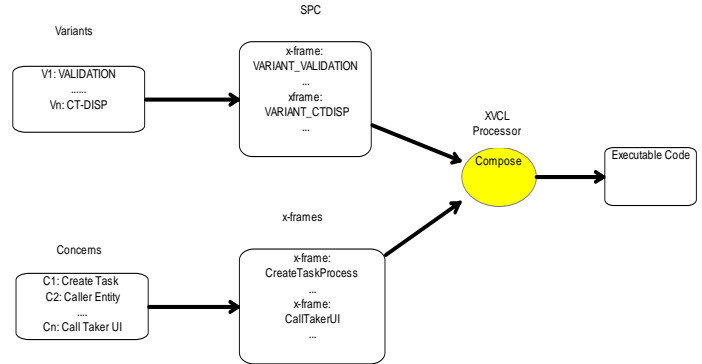 SPC
Variants
x-frame:
VARIANT_VALIDATION
...
xframe:
VARIANT_CTDISP
...
V1: VALIDATION
......
Vn: CT-DISP
XVCL
Processor
Compose
Executable Code
x-frames
Concerns
x-frame:
CreateTaskProcess
...
x-frame:
CallTakerUI
...
C1: Create Task
C2: Caller Entity
....
Cn: Call Taker UI